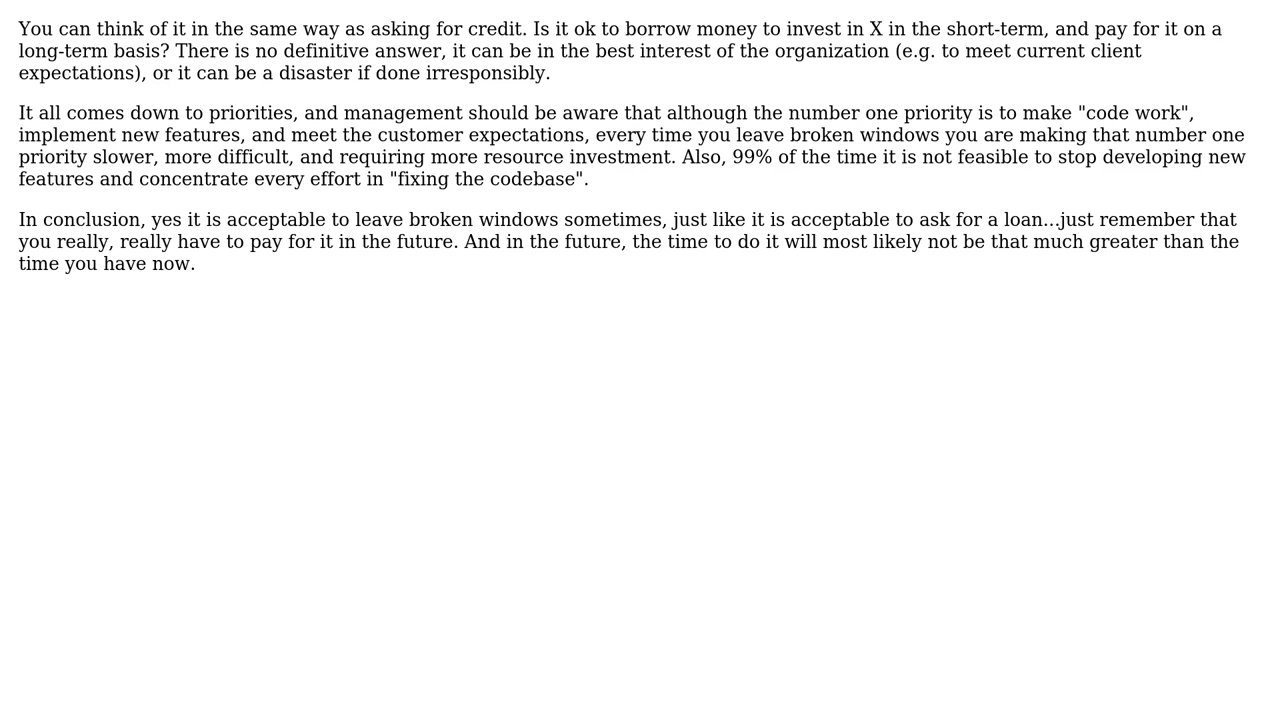 You can think of it in the same way as asking for credit. Is it ok to borrow money to invest in X in the short-term, and pay for it on a
long-term basis? There is no definitive answer, it can be in the best interest of the organization (e.g. to meet current client
expectations), or it can be a disaster if done irresponsibly.
It all comes down to priorities, and management should be aware that although the number one priority is to make "code work",
implement new features, and meet the customer expectations, every time you leave broken windows you are making that number one
priority slower, more difficult, and requiring more resource investment. Also, 99% of the time it is not feasible to stop developing new
features and concentrate every effort in "fixing the codebase".
In conclusion, yes it is acceptable to leave broken windows sometimes, just like it is acceptable to ask for a loan...just remember that
you really, really have to pay for it in the future. And in the future, the time to do it will most likely not be that much greater than the
time you have now.